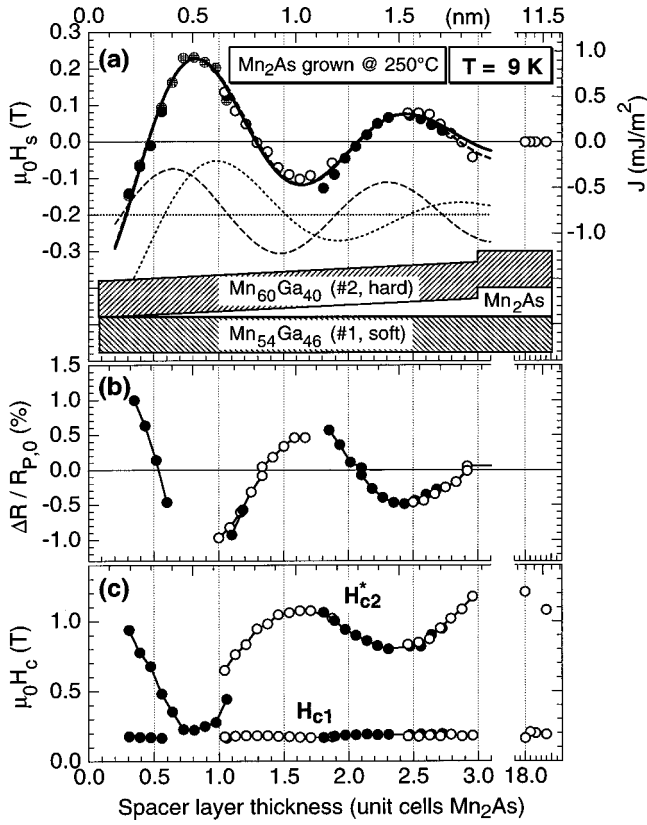 0.0 0.5 1.0 1.5 (nm) 11.5
(a) Mn₂As grown @ 250°C T = 9 K
0.3
0.2
0.1
0.0
-0.1
-0.2
-0.3
μ₀Hₛ (T)
1.0
0.5
0.0
-0.5
-1.0
J (mJ/m²)
Mn₆₀Ga₄₀ (#2, hard)
Mn₂As
Mn₅₄Ga₄₆ (#1, soft)
(b)
1.5
1.0
0.5
0.0
-0.5
-1.0
ΔR / R_P,0 (%)
(c)
1.0
0.5
0.0
μ₀H_c (T)
H*_c2
H_c1
0.0 0.5 1.0 1.5 2.0 2.5 3.0 18.0
Spacer layer thickness (unit cells Mn₂As)